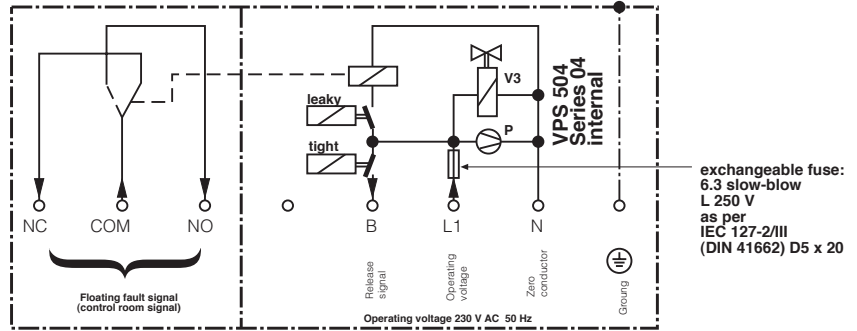 V3
VPS 504
Series 04
internal
leaky
P
tight
exchangeable fuse:
6.3 slow-blow
L 250 V
as per
IEC 127-2/III
(DIN 41662) D5 x 20
NC
COM
NO
B
L1
N
Release
signal
Operating
voltage
Zero
conductor
Groung
Floating fault signal
(control room signal)
Operating voltage 230 V AC 50 Hz